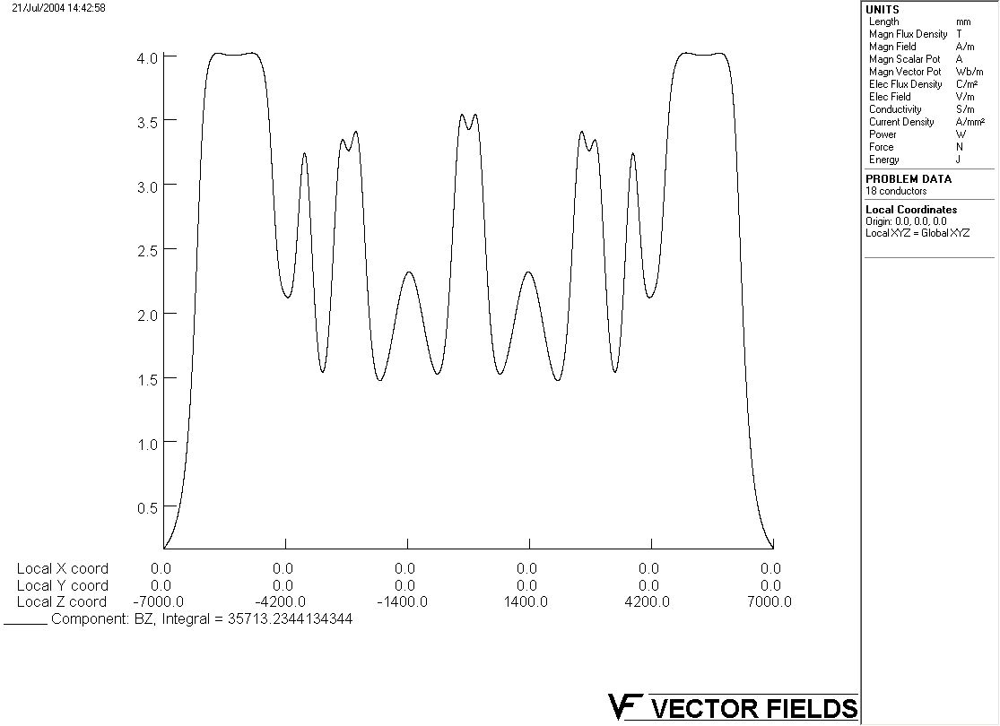 21/Jul/2004 14:42:58
4.0
3.5
3.0
2.5
2.0
1.5
1.0
0.5
Local X coord 0.0 0.0 0.0 0.0 0.0 0.0
Local Y coord 0.0 0.0 0.0 0.0 0.0 0.0
Local Z coord -7000.0 -4200.0 -1400.0 1400.0 4200.0 7000.0
Component: BZ, Integral = 35713.2344134344
UNITS
Length mm
Magn Flux Density T
Magn Field A/m
Magn Scalar Pot A
Magn Vector Pot Wb/m
Elec Flux Density C/m²
Elec Field V/m
Conductivity S/m
Current Density A/mm²
Power W
Force N
Energy J
PROBLEM DATA
18 conductors
Local Coordinates
Origin: 0.0, 0.0, 0.0
Local XYZ = Global XYZ
VF VECTOR FIELDS